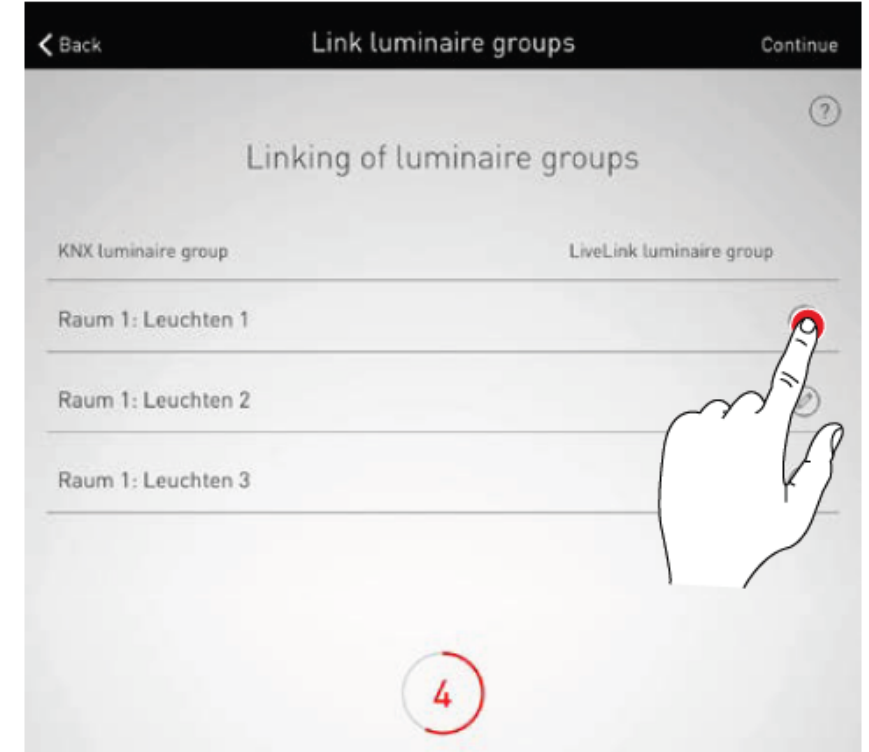 Back Link luminaire groups Continue
?
Linking of luminaire groups
KNX luminaire group LiveLink luminaire group
Raum 1: Leuchten 1
Raum 1: Leuchten 2
Raum 1: Leuchten 3
4